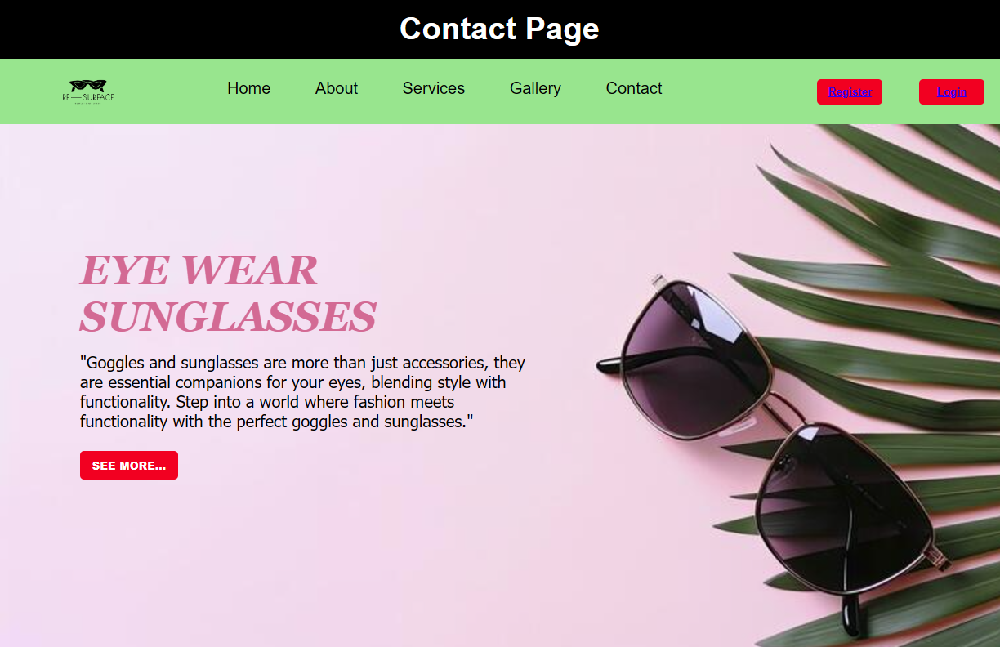 Contact Page
RE—SURFACE
Home About Services Gallery Contact Register Login
EYE WEAR
SUNGLASSES
"Goggles and sunglasses are more than just accessories, they
are essential companions for your eyes, blending style with
functionality. Step into a world where fashion meets
functionality with the perfect goggles and sunglasses."
SEE MORE...